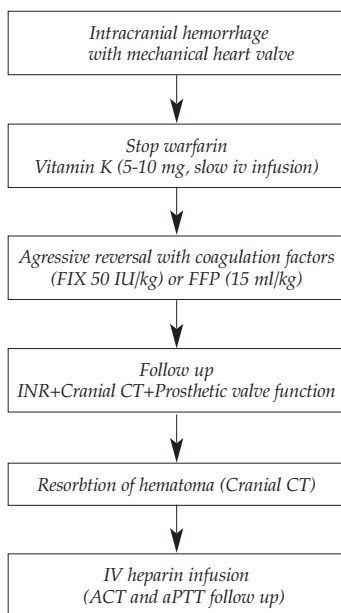 Intracranial hemorrhage
with mechanical heart valve
Stop warfarin
Vitamin K (5-10 mg, slow iv infusion)
Agressive reversal with coagulation factors
(FIX 50 IU/kg) or FFP (15 ml/kg)
Follow up
INR+Cranial CT+Prosthetic valve function
Resorbtion of hematoma (Cranial CT)
IV heparin infusion
(ACT and aPTT follow up)